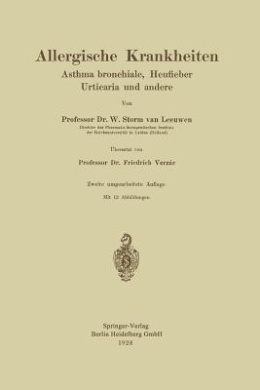 Allergische Krankheiten
Asthma bronchiale, Heufieber
Urticaria und andere
Von
Professor Dr. W. Storm van Leeuwen
Direktor des Pharmako-therapeutischen Instituts
der Reichsuniversität in Leiden (Holland)
Übersetzt von
Professor Dr. Friedrich Verzár
Zweite umgearbeitete Auflage
Mit 12 Abbildungen
Springer-Verlag
Berlin Heidelberg GmbH
1928